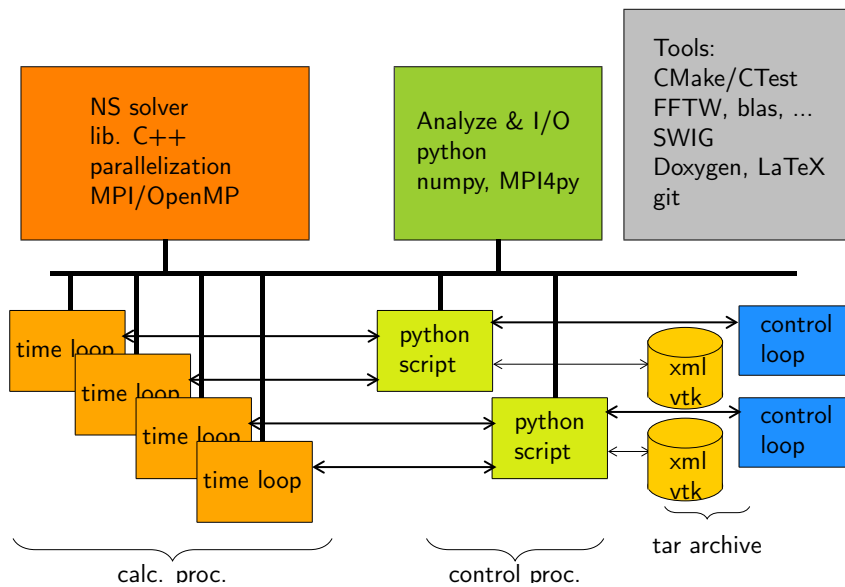 NS solver
lib. C++
parallelization
MPI/OpenMP
Analyze & I/O
python
numpy, MPI4py
Tools:
CMake/CTest
FFTW, blas, ...
SWIG
Doxygen, LaTeX
git
time loop
time loop
time loop
time loop
python
script
python
script
xml
vtk
xml
vtk
control
loop
control
loop
calc. proc.
control proc.
tar archive